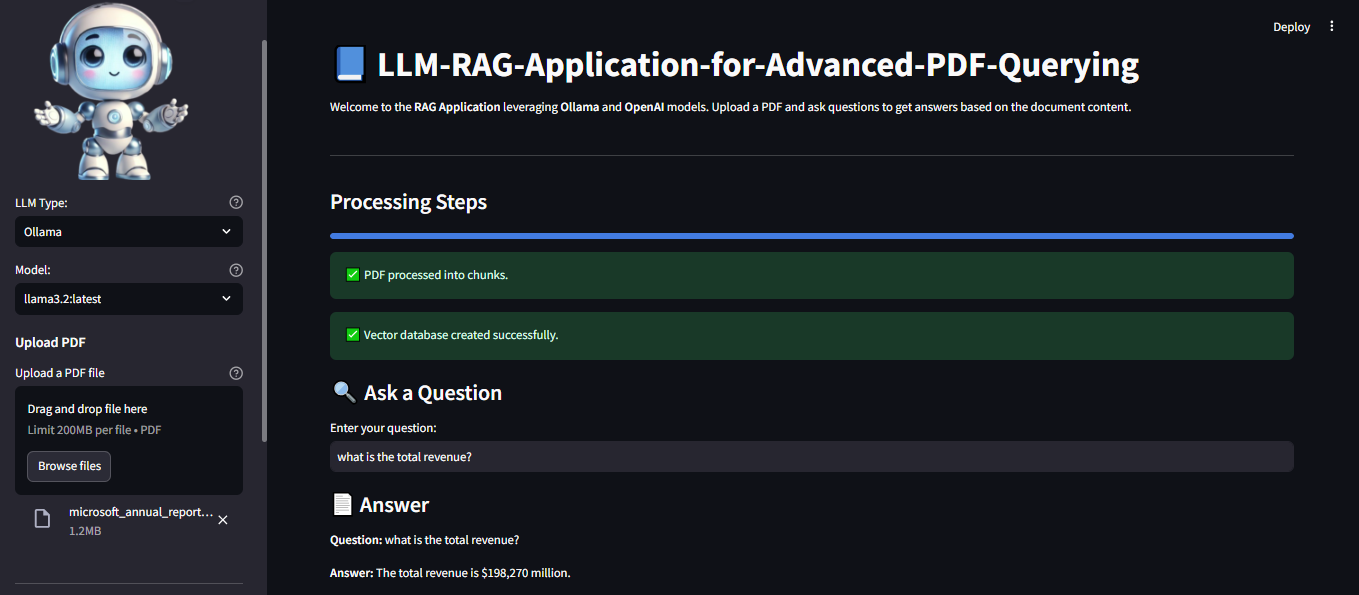 Deploy
📘 LLM-RAG-Application-for-Advanced-PDF-Querying
Welcome to the RAG Application leveraging Ollama and OpenAI models. Upload a PDF and ask questions to get answers based on the document content.
LLM Type:
Ollama
Model:
llama3.2:latest
Upload PDF
Upload a PDF file
Drag and drop file here
Limit 200MB per file • PDF
Browse files
microsoft_annual_report...
1.2MB
Processing Steps
✅ PDF processed into chunks.
✅ Vector database created successfully.
🔍 Ask a Question
Enter your question:
what is the total revenue?
📄 Answer
Question: what is the total revenue?
Answer: The total revenue is $198,270 million.